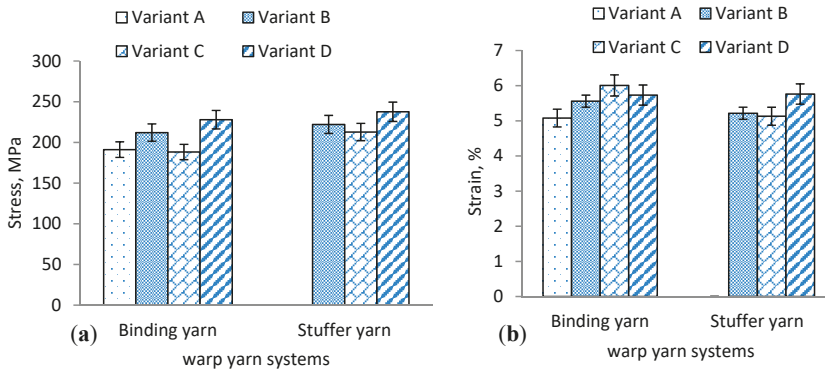 Variant A Variant B
Variant C Variant D
300
250
200
150
100
50
0
Stress, MPa
Binding yarn Stuffer yarn
warp yarn systems
(a)
Variant A Variant B
Variant C Variant D
7
6
5
4
3
2
1
0
Strain, %
Binding yarn Stuffer yarn
warp yarn systems
(b)